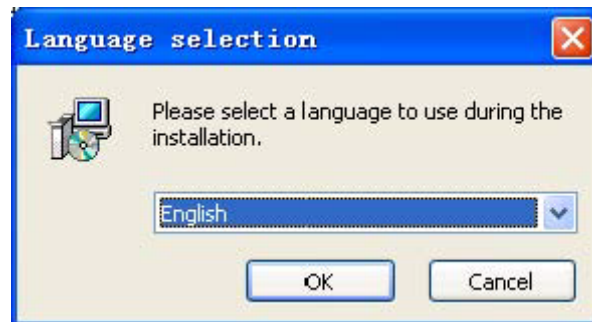 Language selection
Please select a language to use during the
installation.
English
OK
Cancel